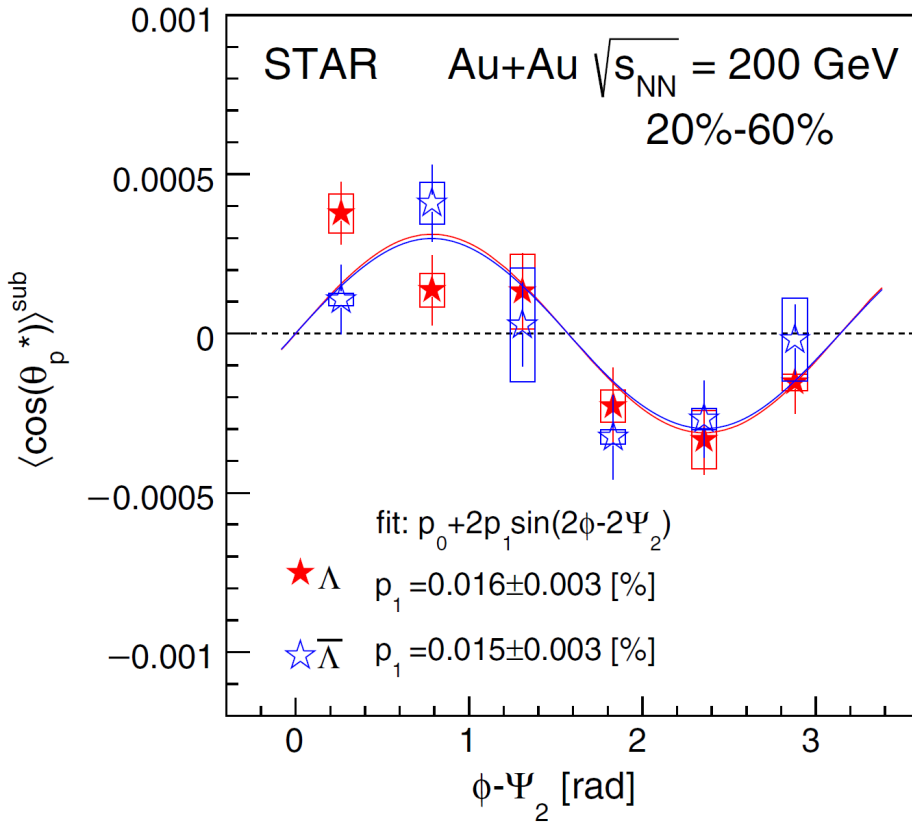 0.001
STAR Au+Au √s_NN = 200 GeV
20%-60%
0.0005
0
−0.0005
−0.001
⟨cos(θ_p*)⟩^sub
fit: p_0+2p_1sin(2ϕ-2Ψ_2)
Λ p_1=0.016±0.003 [%]
Λ̅ p_1=0.015±0.003 [%]
0 1 2 3
ϕ-Ψ_2 [rad]